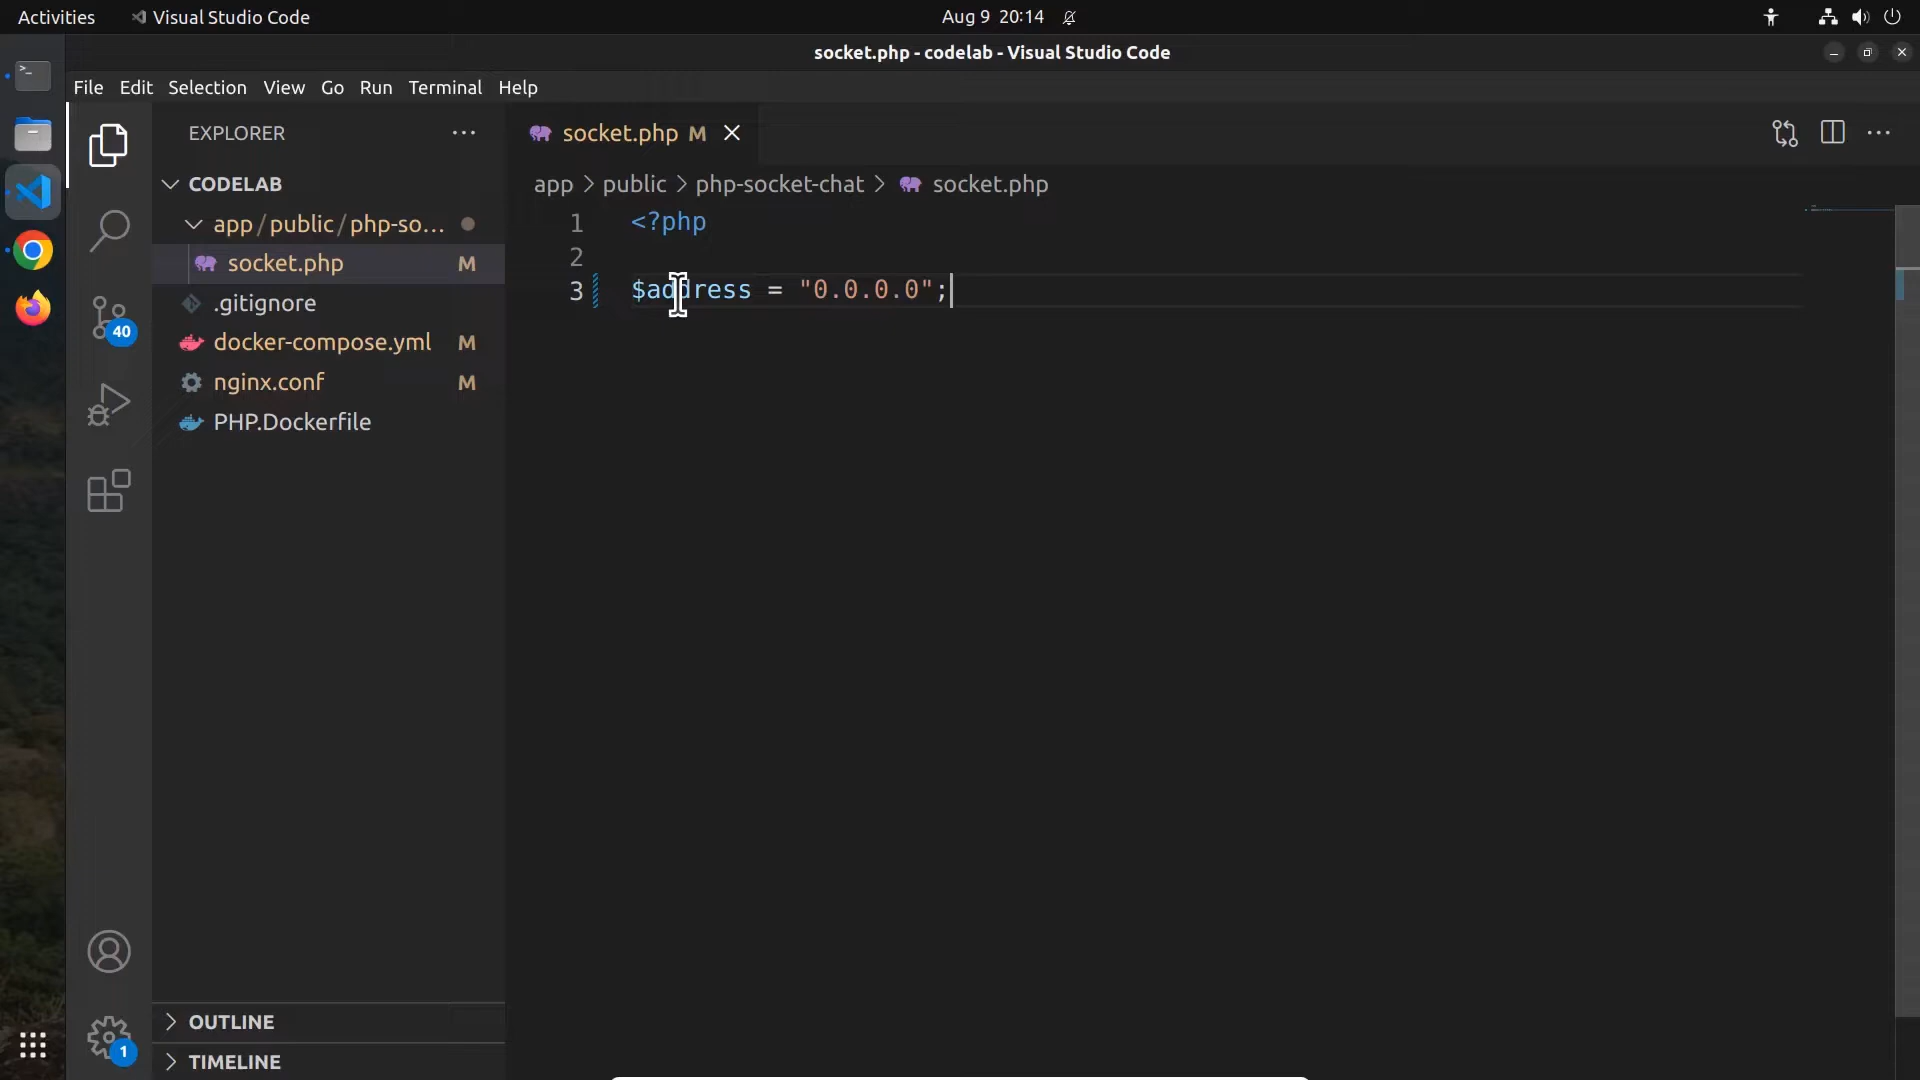 Activities Visual Studio Code Aug 9 20:14
socket.php - codelab - Visual Studio Code
File Edit Selection View Go Run Terminal Help
EXPLORER
socket.php M
CODELAB
app > public > php-socket-chat > socket.php
app/public/php-so...
socket.php M
.gitignore
docker-compose.yml M
nginx.conf M
PHP.Dockerfile
40
1 <?php
2
3 $address = "0.0.0.0";
OUTLINE
TIMELINE
1